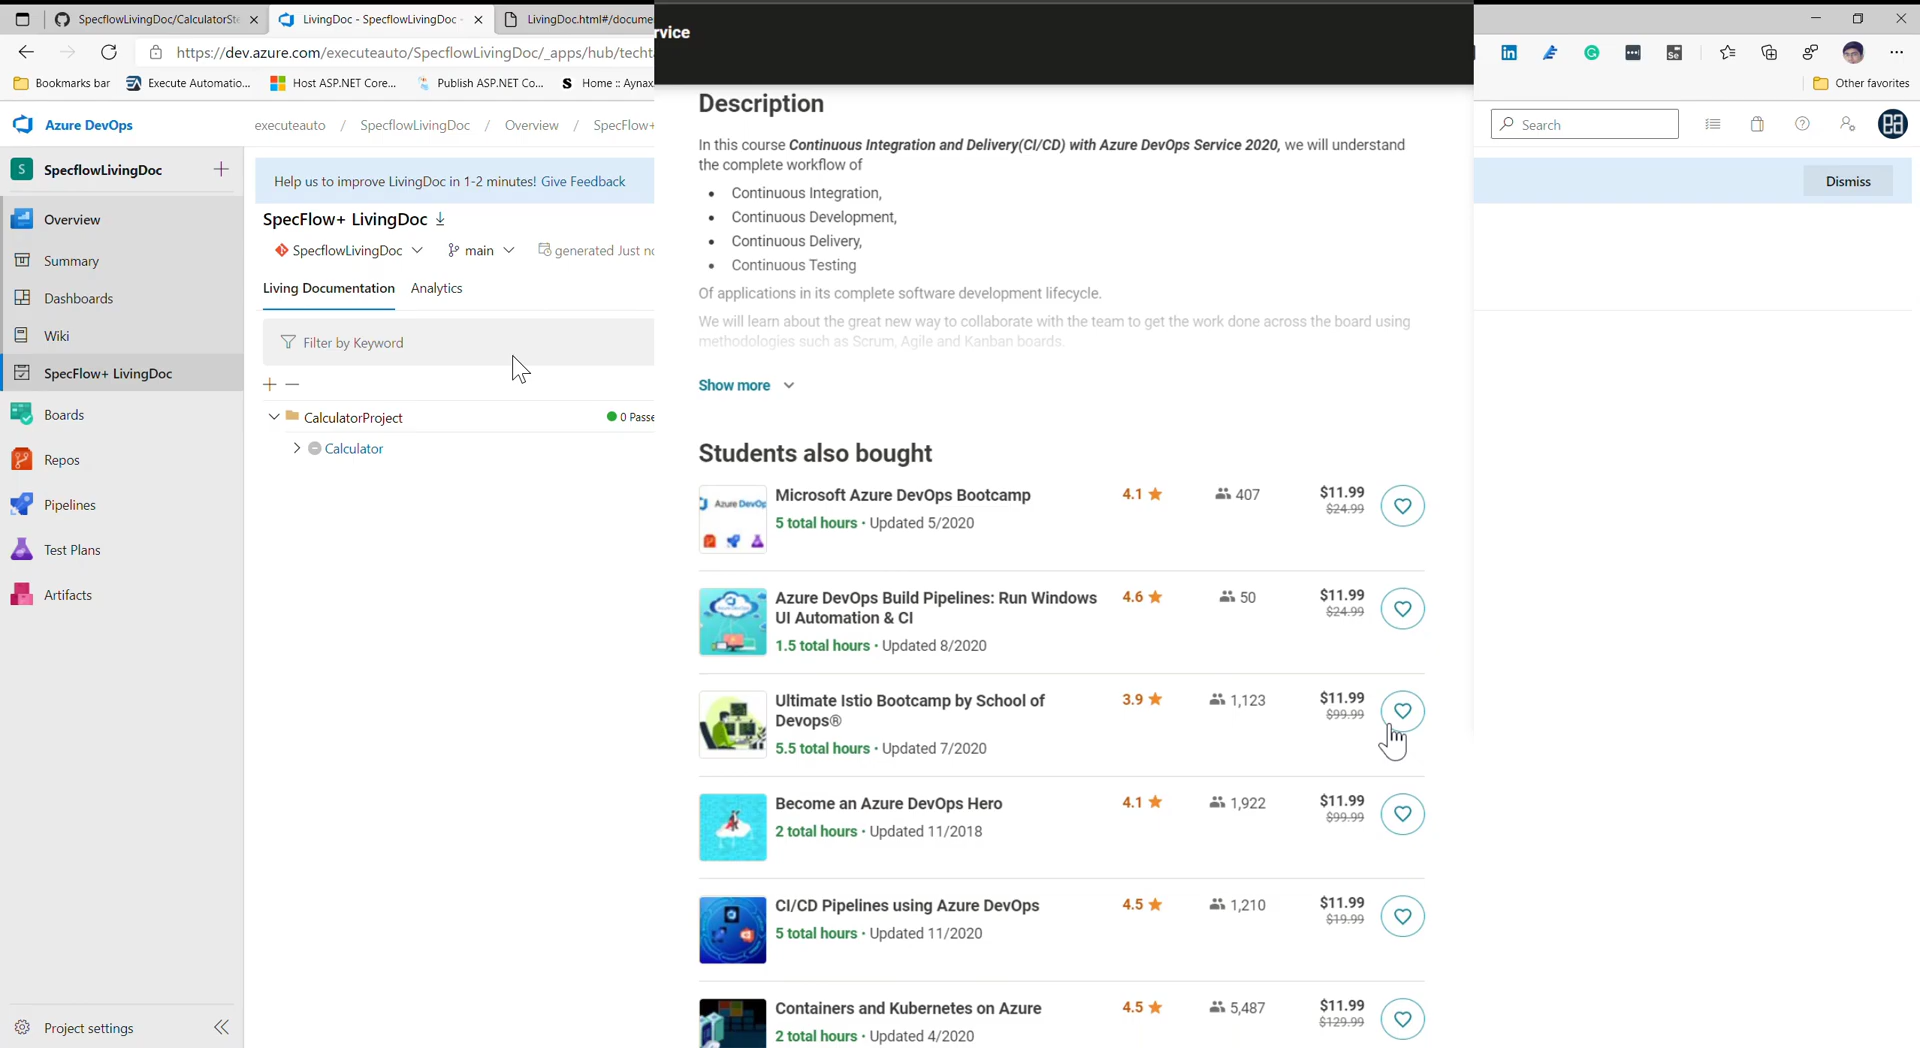 SpecflowLivingDoc/CalculatorSte
LivingDoc - SpecflowLivingDoc
LivingDoc.html#/docume
rvice
https://dev.azure.com/executeauto/SpecflowLivingDoc/_apps/hub/techt
Bookmarks bar
Execute Automatio...
Host ASP.NET Core...
Publish ASP.NET Co...
Home :: Aynax
Other favorites
Azure DevOps
executeauto / SpecflowLivingDoc / Overview / SpecFlow+
Search
S SpecflowLivingDoc
Overview
Summary
Dashboards
Wiki
SpecFlow+ LivingDoc
Boards
Repos
Pipelines
Test Plans
Artifacts
Project settings
Help us to improve LivingDoc in 1-2 minutes! Give Feedback
Dismiss
SpecFlow+ LivingDoc
SpecflowLivingDoc
main
generated Just no
Living Documentation
Analytics
Filter by Keyword
CalculatorProject
0 Passe
Calculator
Description
In this course Continuous Integration and Delivery(CI/CD) with Azure DevOps Service 2020, we will understand
the complete workflow of
• Continuous Integration,
• Continuous Development,
• Continuous Delivery,
• Continuous Testing
Of applications in its complete software development lifecycle.
We will learn about the great new way to collaborate with the team to get the work done across the board using
methodologies such as Scrum, Agile and Kanban boards.
Show more
Students also bought
Microsoft Azure DevOps Bootcamp
5 total hours · Updated 5/2020
4.1
407
$11.99
$24.99
Azure DevOps Build Pipelines: Run Windows
UI Automation & CI
1.5 total hours · Updated 8/2020
4.6
50
$11.99
$24.99
Ultimate Istio Bootcamp by School of
Devops®
5.5 total hours · Updated 7/2020
3.9
1,123
$11.99
$99.99
Become an Azure DevOps Hero
2 total hours · Updated 11/2018
4.1
1,922
$11.99
$99.99
CI/CD Pipelines using Azure DevOps
5 total hours · Updated 11/2020
4.5
1,210
$11.99
$19.99
Containers and Kubernetes on Azure
2 total hours · Updated 4/2020
4.5
5,487
$11.99
$129.99